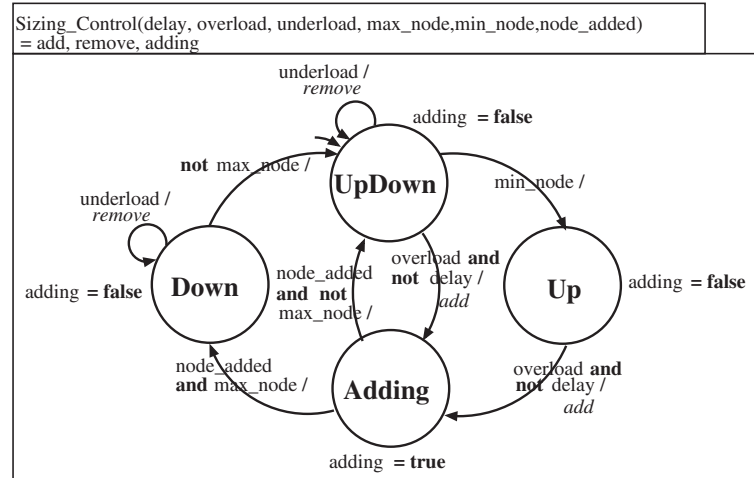 Sizing_Control(delay, overload, underload, max_node,min_node,node_added)
= add, remove, adding
underload /
remove
adding = false
not max_node /
UpDown
min_node /
underload /
remove
adding = false
Down
node_added
and not
max_node /
overload and
not delay /
add
Up
adding = false
node_added
and max_node /
Adding
overload and
not delay /
add
adding = true